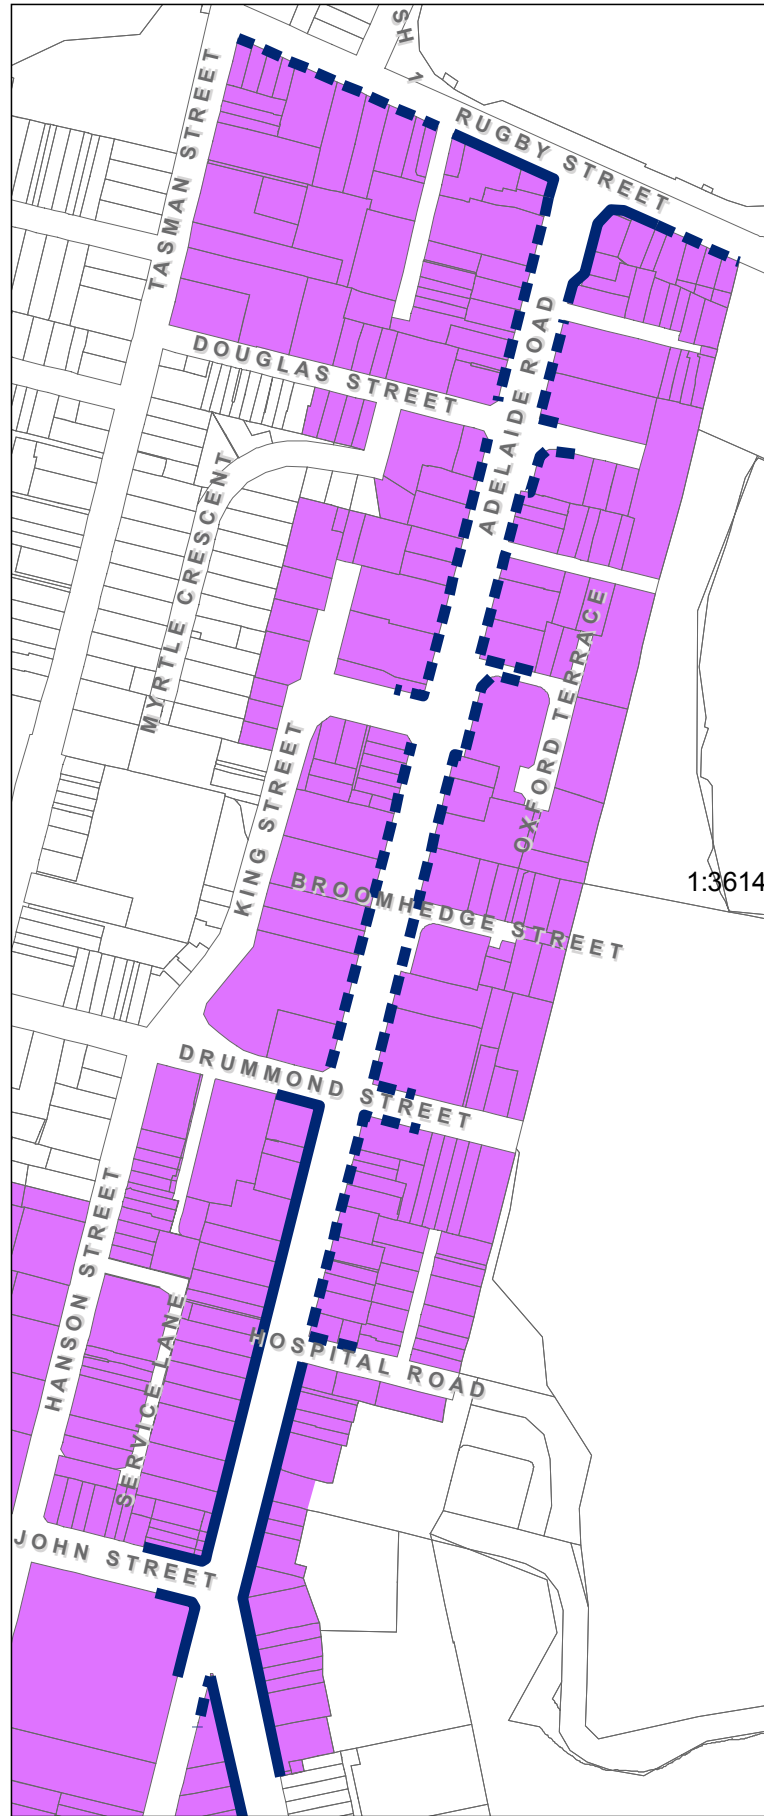 SH 1
RUGBY STREET
TASMAN STREET
DOUGLAS STREET
ADELAIDE ROAD
MYRTLE CRESCENT
OXFORD TERRACE
KING STREET
1:3614
BROOMHEDGE STREET
DRUMMOND STREET
HANSON STREET
SERVICE LANE
HOSPITAL ROAD
JOHN STREET